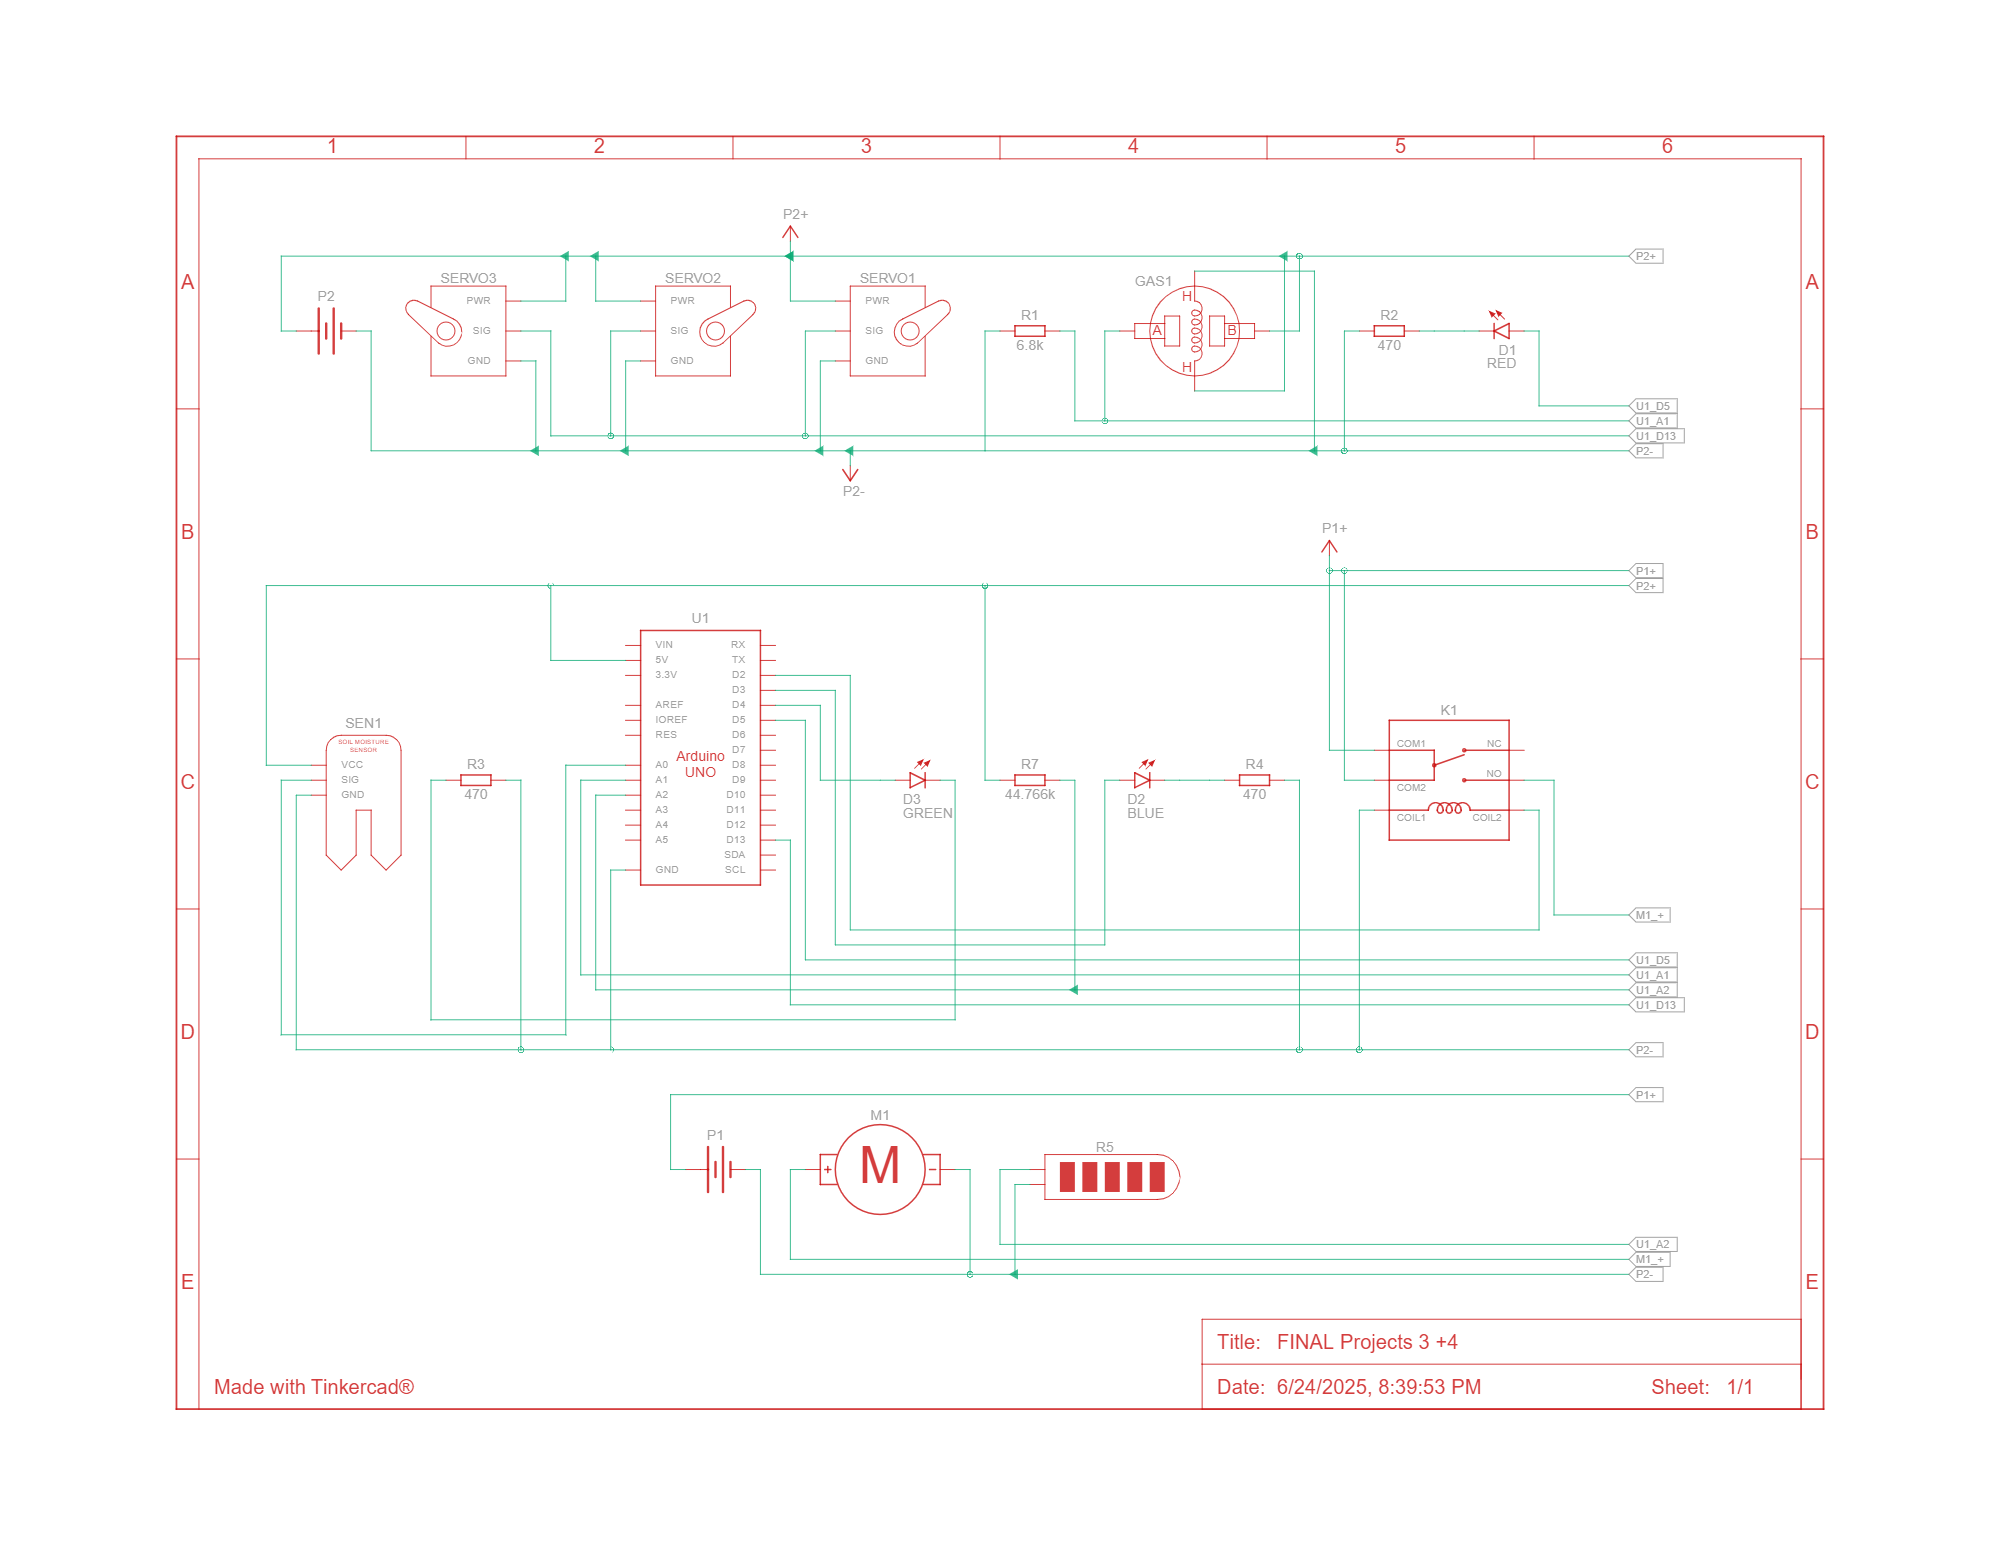 1 2 3 4 5 6
P2+
A A
P2+
SERVO3 SERVO2 SERVO1 GAS1
P2
PWR PWR PWR H
R1 R2
SIG SIG SIG A B
6.8k 470 D1
GND GND GND H RED
U1_D5
U1_A1
U1_D13
P2-
P2-
B B
P1+
P1+
P2+
U1
VIN RX
5V TX
3.3V D2
D3
AREF D4
IOREF D5
RES D6
D7
A0 D8
A1 D9
A2 D10
A3 D11
A4 D12
A5 D13
SDA
GND SCL
Arduino
UNO
SEN1
SOIL MOISTURE
SENSOR
VCC
SIG
GND
C C
R3
470
D3
GREEN
R7
44.766k
D2
BLUE
R4
470
K1
COM1 NC
NO
COM2
COIL1 COIL2
M1_+
U1_D5
U1_A1
U1_A2
U1_D13
D D
P2-
P1+
P1 M1 R5
+ M -
U1_A2
M1_+
P2-
E E
Title: FINAL Projects 3 +4
Made with Tinkercad®
Date: 6/24/2025, 8:39:53 PM Sheet: 1/1